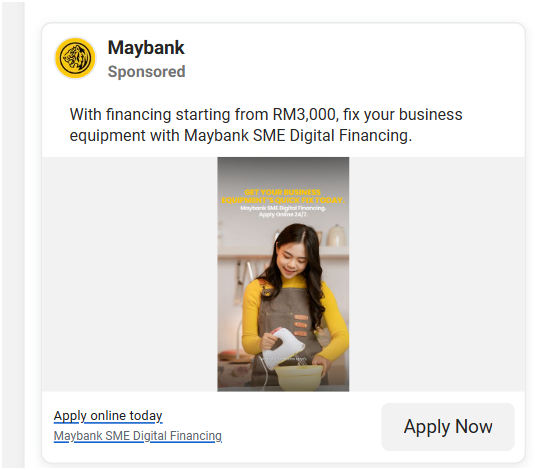 Maybank
Sponsored
With financing starting from RM3,000, fix your business
equipment with Maybank SME Digital Financing.
GET YOUR BUSINESS
EQUIPMENT'S QUICK FIX TODAY.
Maybank SME Digital Financing.
Apply Online 24/7.
Apply online today
Maybank SME Digital Financing
Apply Now